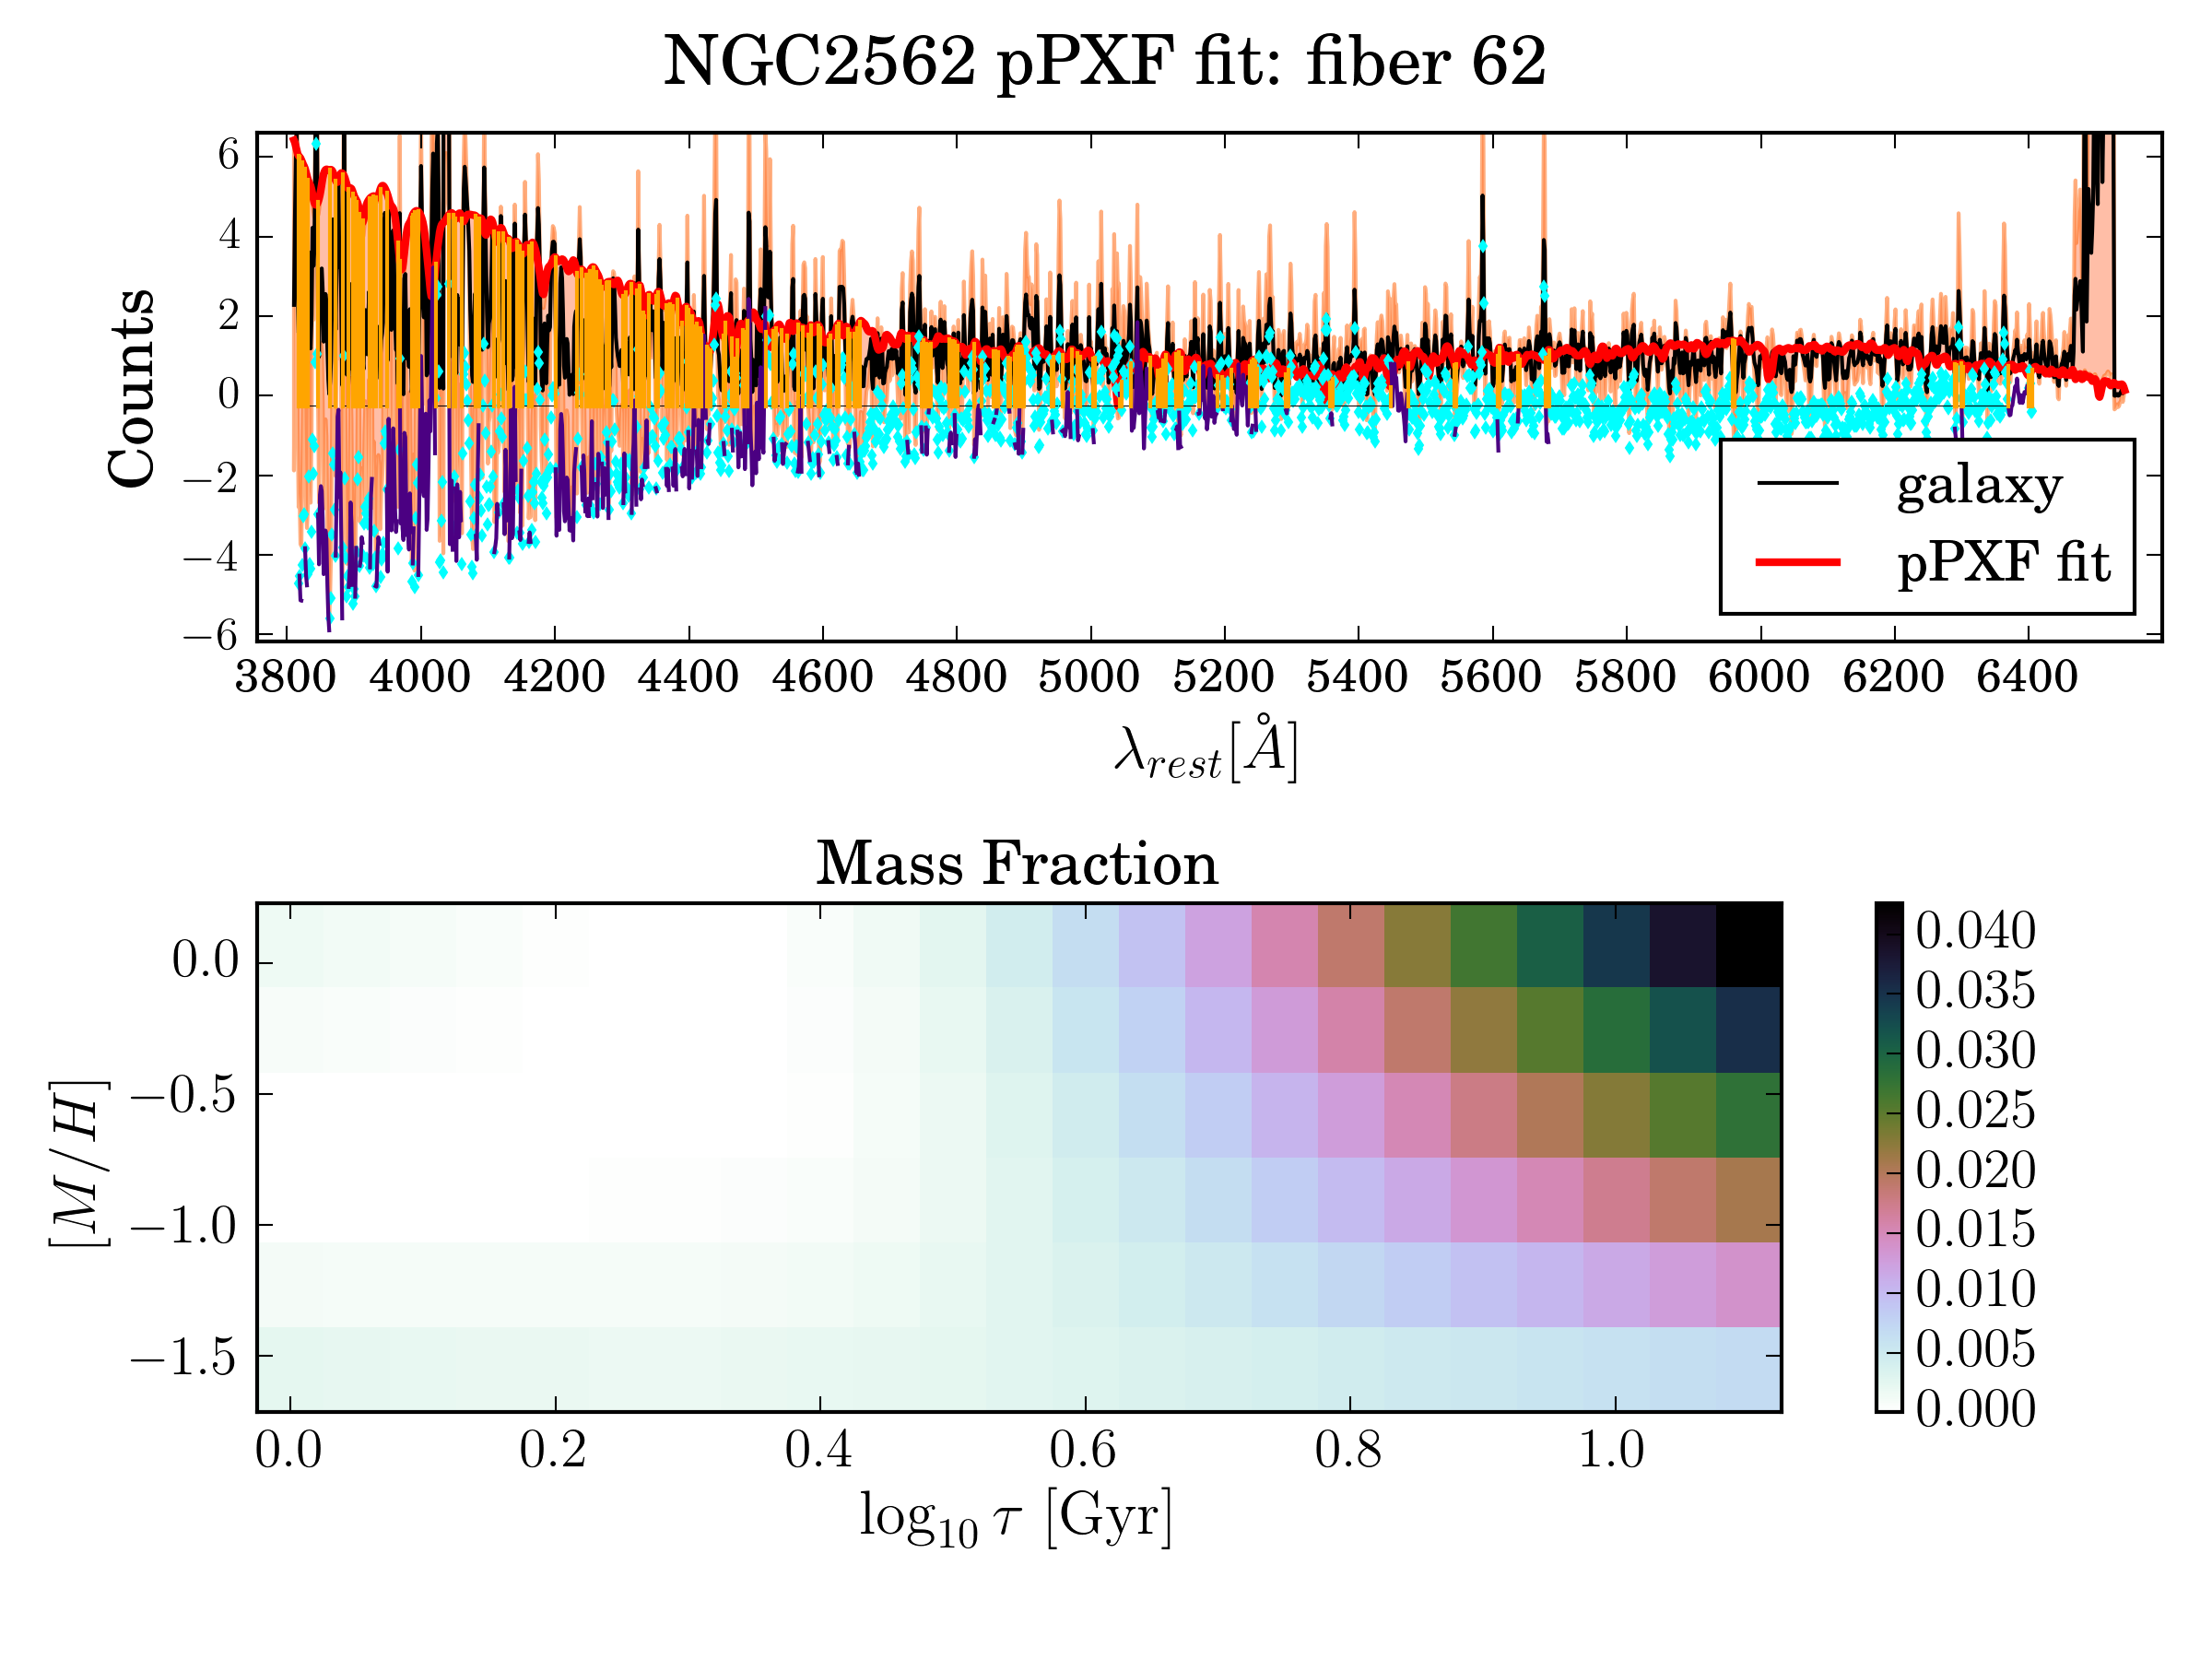 NGC2562 pPXF fit: fiber 62
6
4
2
0
−2
−4
−6
Counts
galaxy
pPXF fit
3800 4000 4200 4400 4600 4800 5000 5200 5400 5600 5800 6000 6200 6400
λrest[Å]
Mass Fraction
0.0
−0.5
−1.0
−1.5
[M/H]
0.040
0.035
0.030
0.025
0.020
0.015
0.010
0.005
0.000
0.0 0.2 0.4 0.6 0.8 1.0
log10 τ [Gyr]